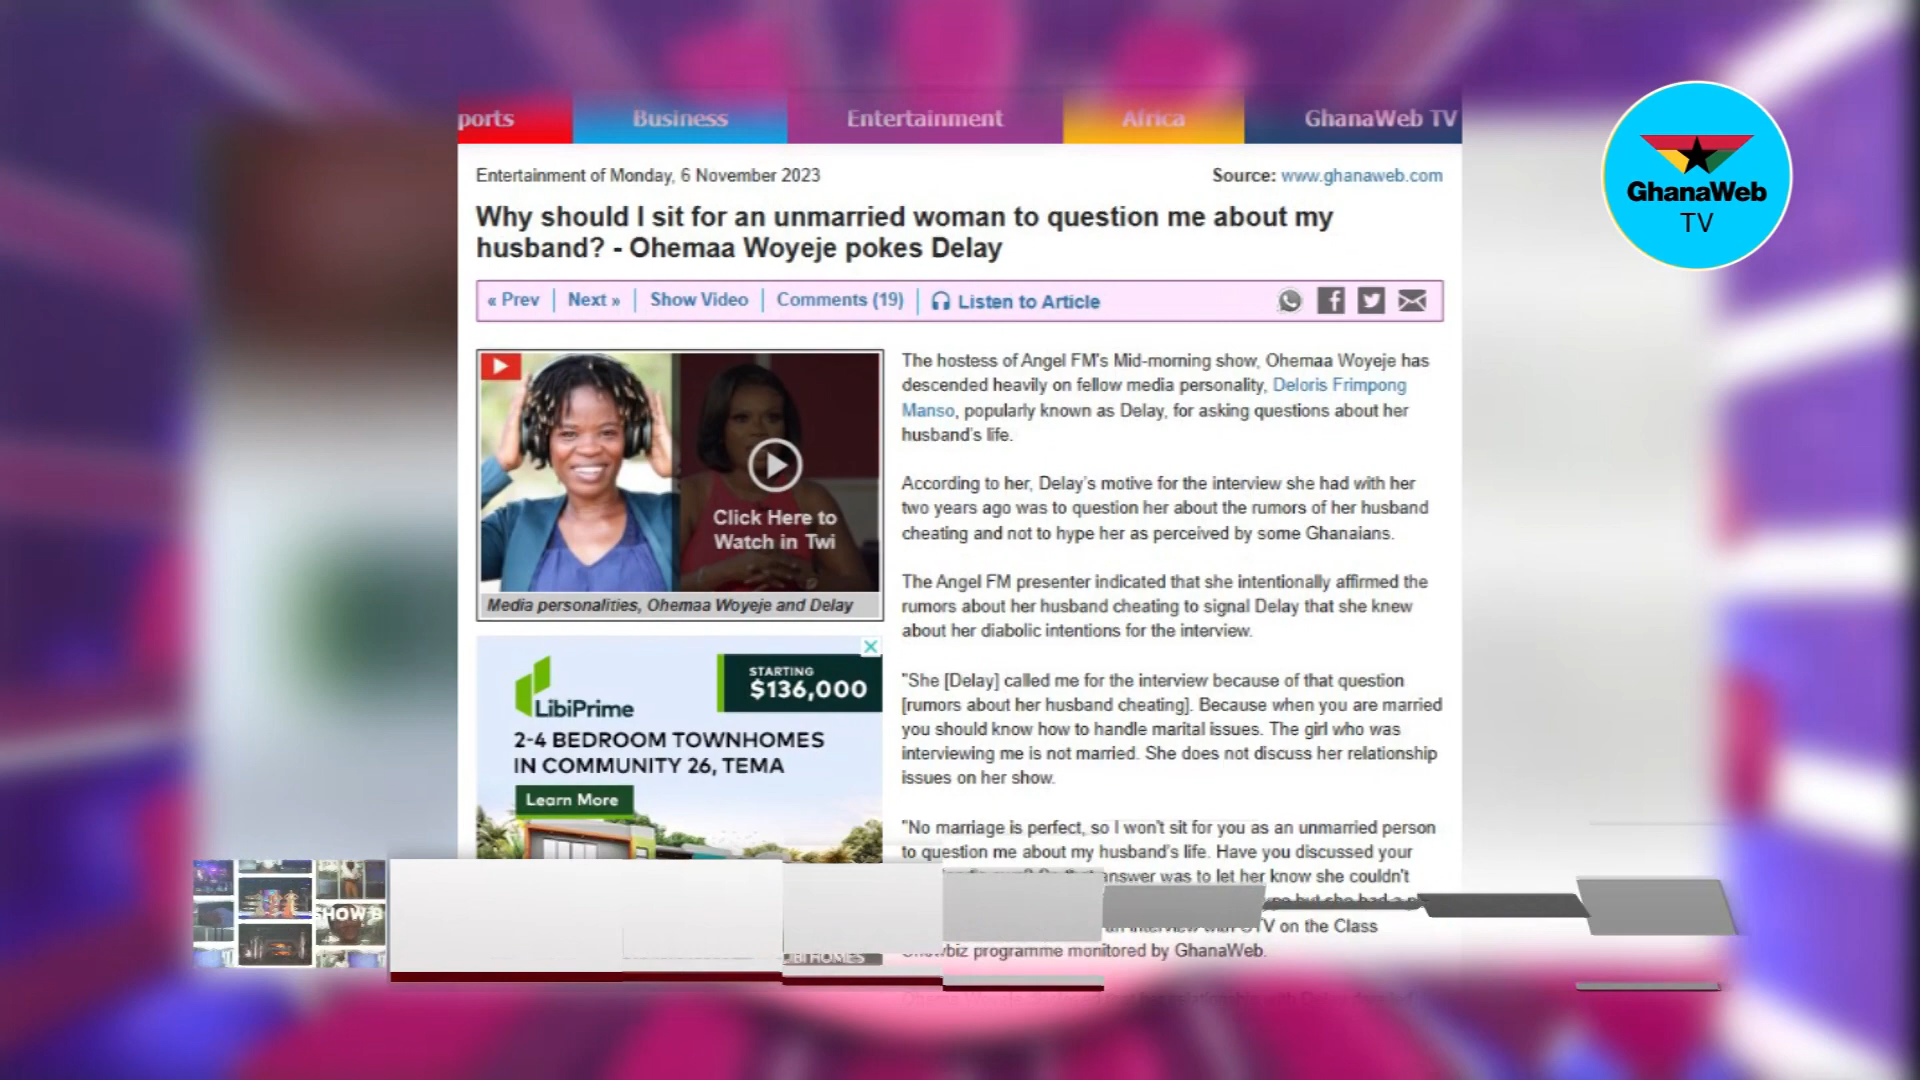 ports Business Entertainment Africa GhanaWeb TV
GhanaWeb
TV
Entertainment of Monday, 6 November 2023
Source: www.ghanaweb.com
Why should I sit for an unmarried woman to question me about my
husband? - Ohemaa Woyeje pokes Delay
« Prev Next » Show Video Comments (19) Listen to Article
Click Here to
Watch in Twi
Media personalities, Ohemaa Woyeje and Delay
STARTING
$136,000
LibiPrime
2-4 BEDROOM TOWNHOMES
IN COMMUNITY 26, TEMA
Learn More
The hostess of Angel FM's Mid-morning show, Ohemaa Woyeje has
descended heavily on fellow media personality, Deloris Frimpong
Manso, popularly known as Delay, for asking questions about her
husband's life.
According to her, Delay's motive for the interview she had with her
two years ago was to question her about the rumors of her husband
cheating and not to hype her as perceived by some Ghanaians.
The Angel FM presenter indicated that she intentionally affirmed the
rumors about her husband cheating to signal Delay that she knew
about her diabolic intentions for the interview.
"She [Delay] called me for the interview because of that question
[rumors about her husband cheating]. Because when you are married
you should know how to handle marital issues. The girl who was
interviewing me is not married. She does not discuss her relationship
issues on her show.
"No marriage is perfect, so I won't sit for you as an unmarried person
to question me about my husband's life. Have you discussed your
answer was to let her know she couldn't
TV on the Class
biz programme monitored by GhanaWeb.
SHOW B